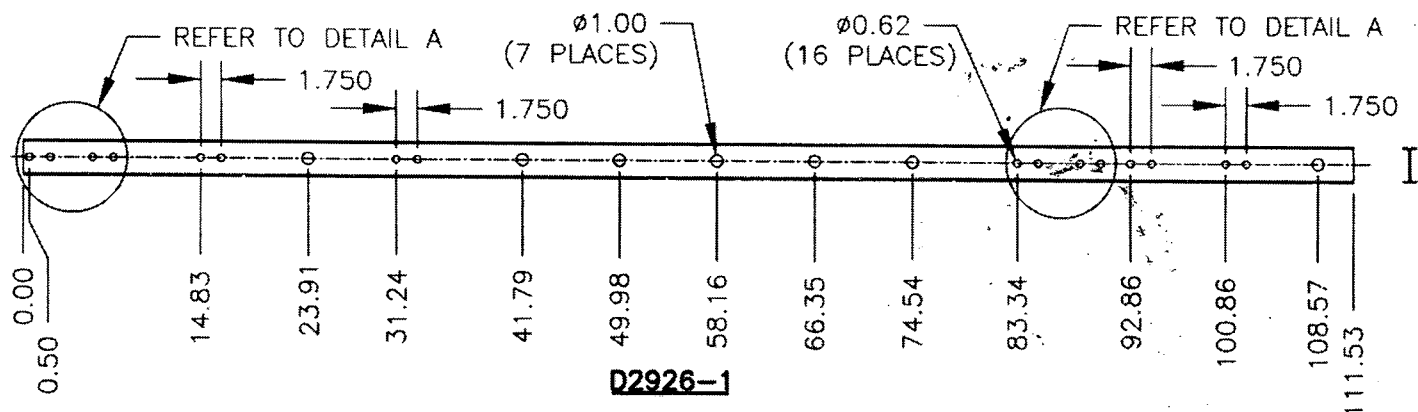 REFER TO DETAIL A
1.750
1.750
ø1.00
(7 PLACES)
ø0.62
(16 PLACES)
REFER TO DETAIL A
1.750
1.750
0.00
0.50
14.83
23.91
31.24
41.79
49.98
58.16
66.35
74.54
83.34
92.86
100.86
108.57
111.53
D2926-1